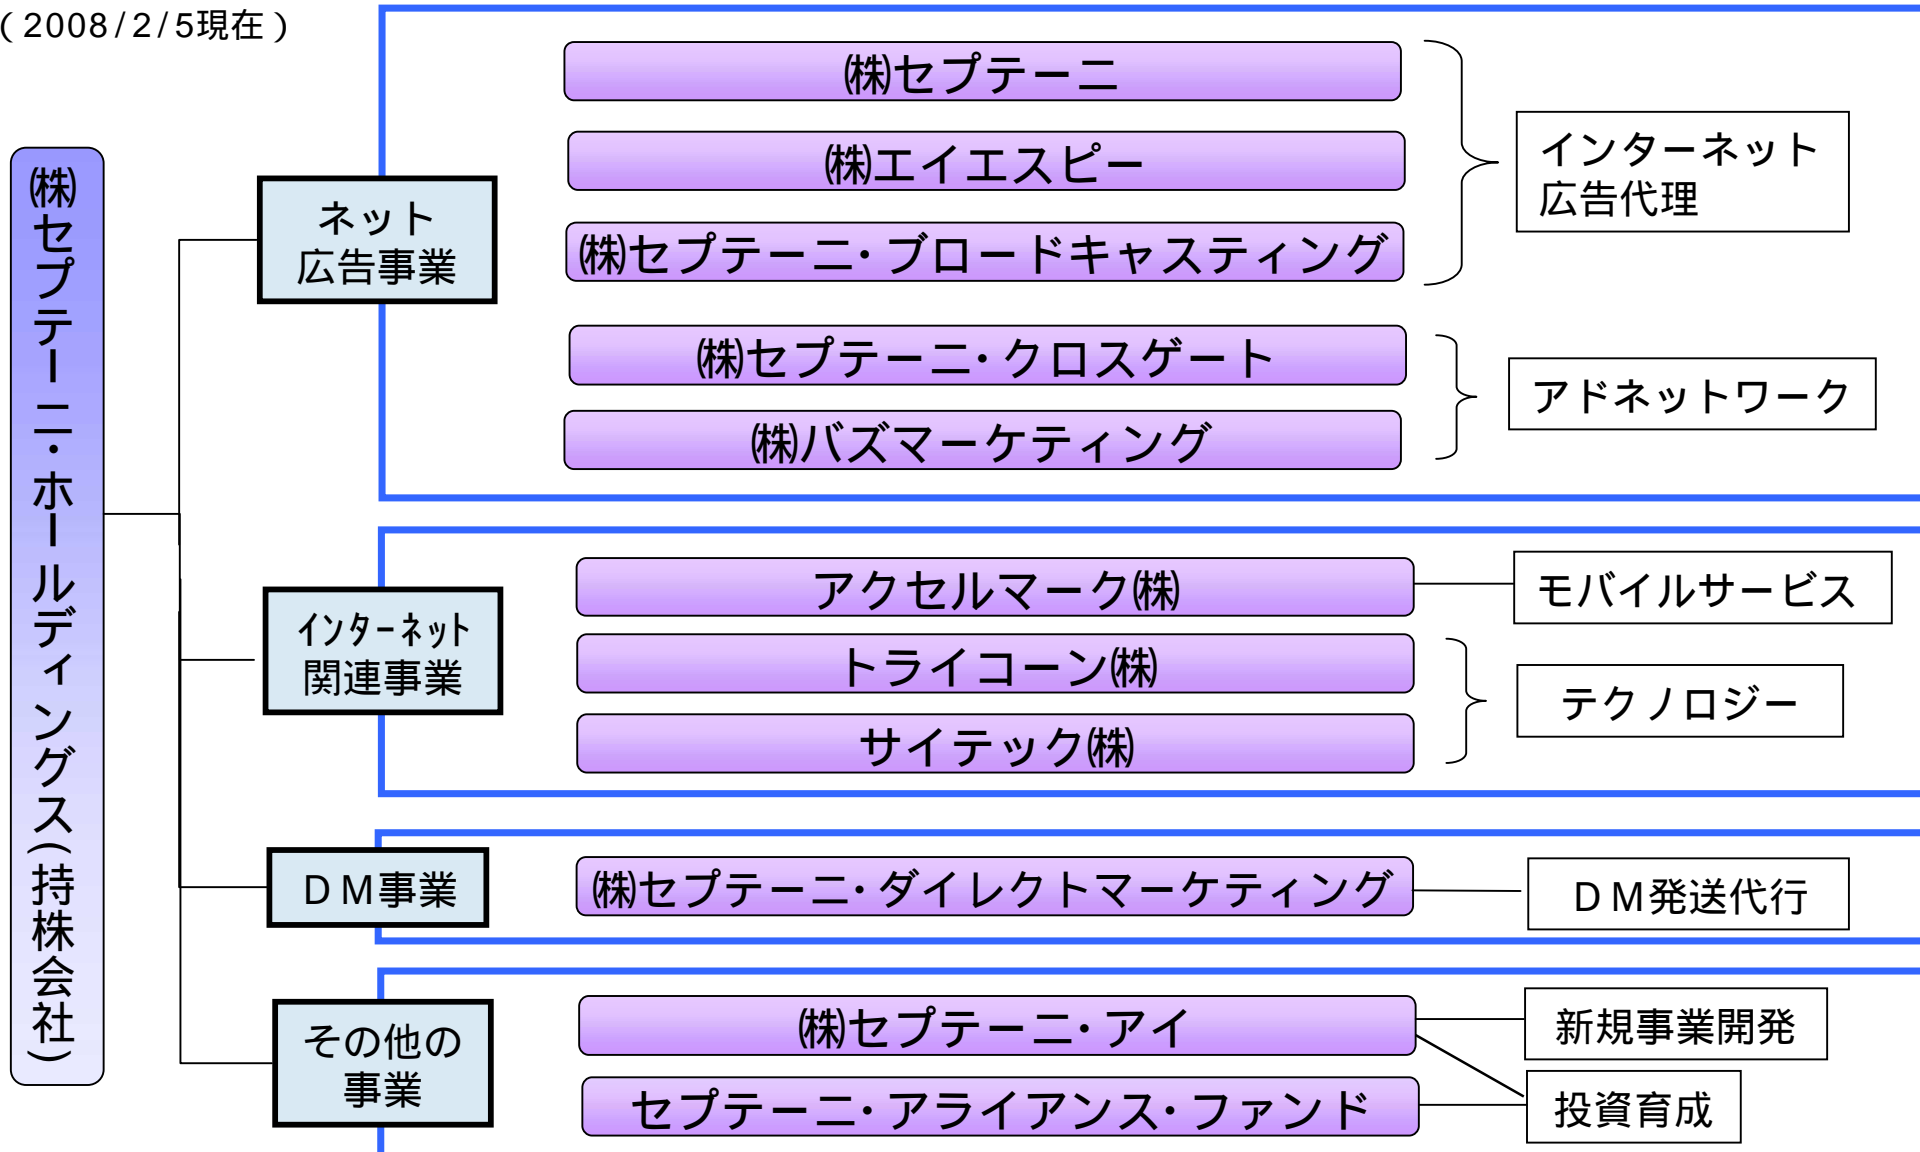 (2008/2/5現在)
㈱セプテーニ・ホールディングス(持株会社)
ネット
広告事業
㈱セプテーニ
㈱エイエスピー
㈱セプテーニ・ブロードキャスティング
インターネット
広告代理
㈱セプテーニ・クロスゲート
㈱バズマーケティング
アドネットワーク
インターネット
関連事業
アクセルマーク㈱
モバイルサービス
トライコーン㈱
サイテック㈱
テクノロジー
DM事業
㈱セプテーニ・ダイレクトマーケティング
DM発送代行
その他の
事業
㈱セプテーニ・アイ
新規事業開発
セプテーニ・アライアンス・ファンド
投資育成